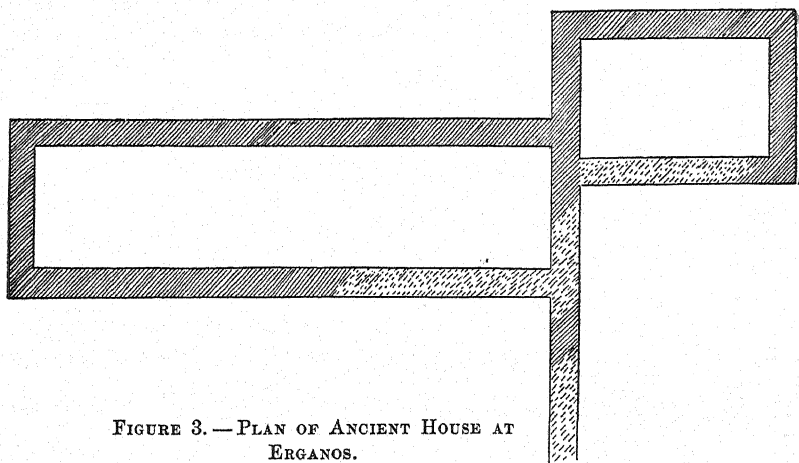 FIGURE 3. — PLAN OF ANCIENT HOUSE AT
ERGANOS.